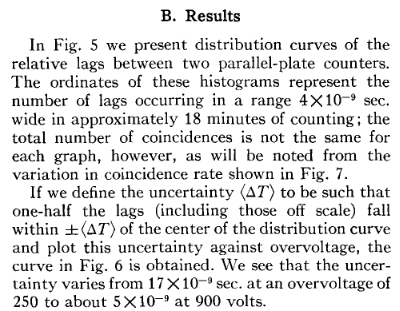 B. Results
In Fig. 5 we present distribution curves of the
relative lags between two parallel-plate counters.
The ordinates of these histograms represent the
number of lags occurring in a range 4×10⁻⁹ sec.
wide in approximately 18 minutes of counting; the
total number of coincidences is not the same for
each graph, however, as will be noted from the
variation in coincidence rate shown in Fig. 7.
If we define the uncertainty ⟨ΔT⟩ to be such that
one-half the lags (including those off scale) fall
within ±⟨ΔT⟩ of the center of the distribution curve
and plot this uncertainty against overvoltage, the
curve in Fig. 6 is obtained. We see that the uncer-
tainty varies from 17×10⁻⁹ sec. at an overvoltage of
250 to about 5×10⁻⁹ at 900 volts.